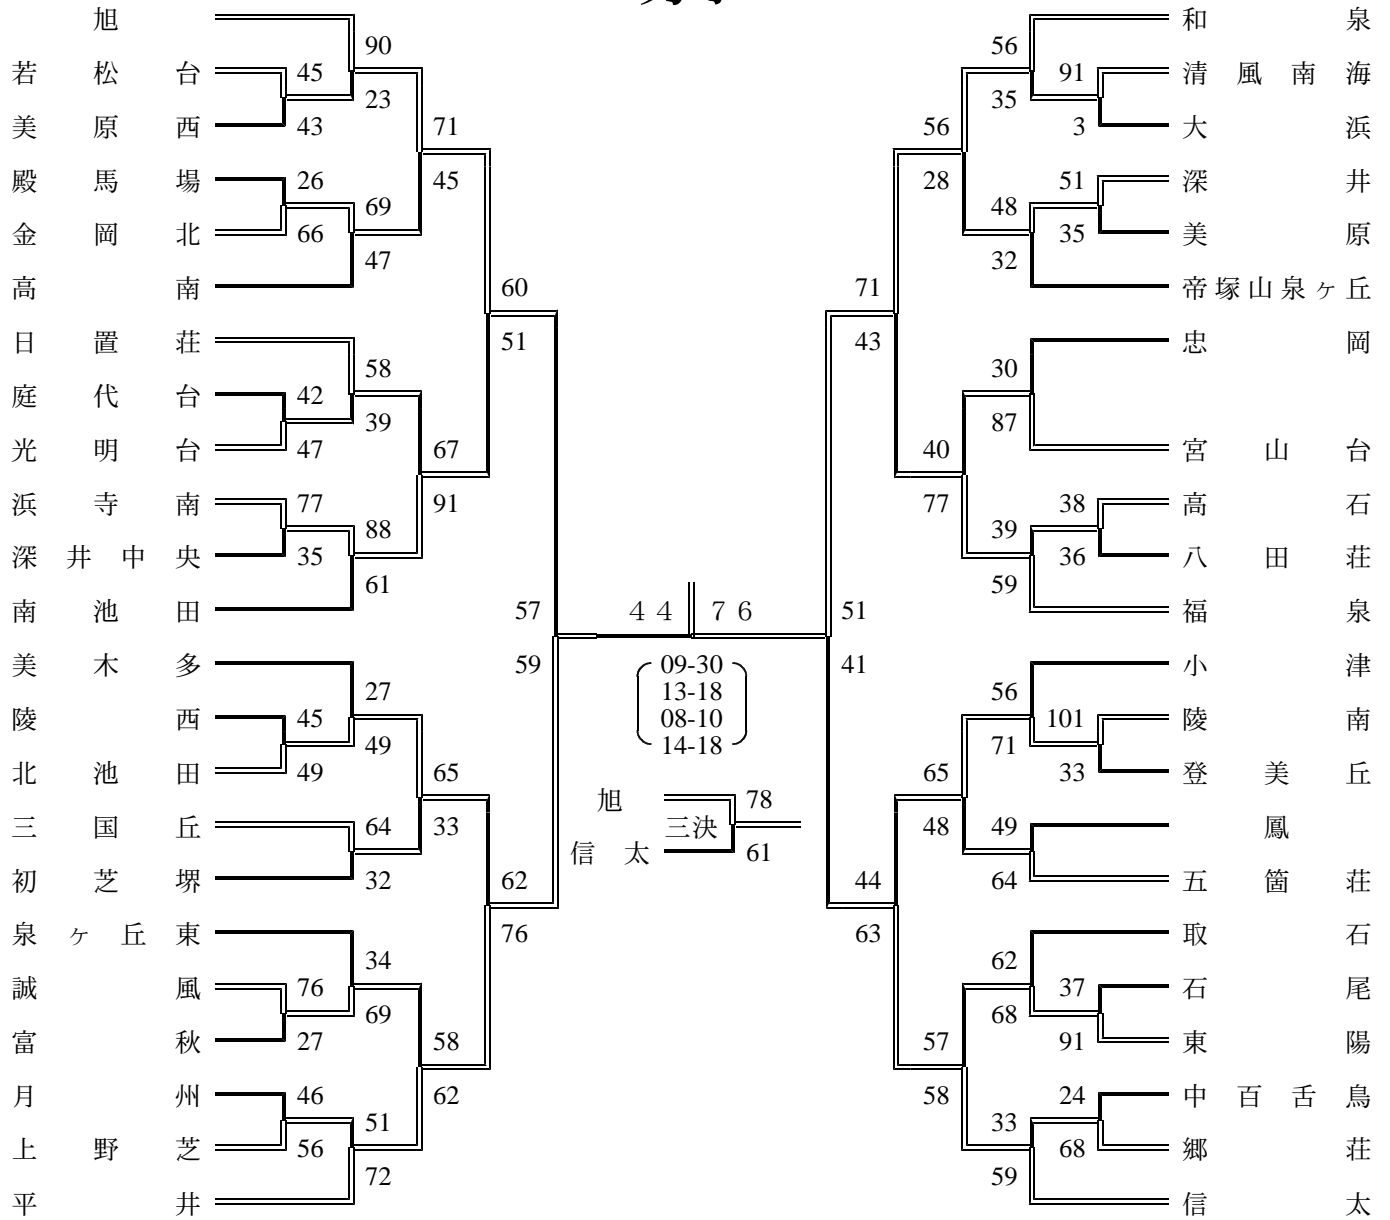 旭 和泉
90 56
若松台 45 91 清風南海
23 35
美原西 43 71 56 3 大浜
殿馬場 26 45 28 51 深井
69 48
金岡北 66 35 美原
47 32
高南 60 71 帝塚山泉ヶ丘
日置荘 51 43 忠岡
58 30
庭代台 42
39 87
光明台 47 67 40 宮山台
浜寺南 77 91 77 38 高石
88 39
深井中央 35 36 八田荘
61 59
南池田 57 44 76 51 福泉
美木多 59 09-30 41 小津
27 13-18 56
陵西 45 08-10 101 陵南
49 14-18 71
北池田 49 65 65 33 登美丘
旭 78
三国丘 64 33 三決 48 49 鳳
信太 61
初芝堺 32 62 44 64 五箇荘
泉ヶ丘東 76 63 取石
34 62
誠風 76 37 石尾
69 68
富秋 27 58 57 91 東陽
月州 46 62 58 24 中百舌鳥
51 33
上野芝 56 68 郷荘
72 59
平井 信太